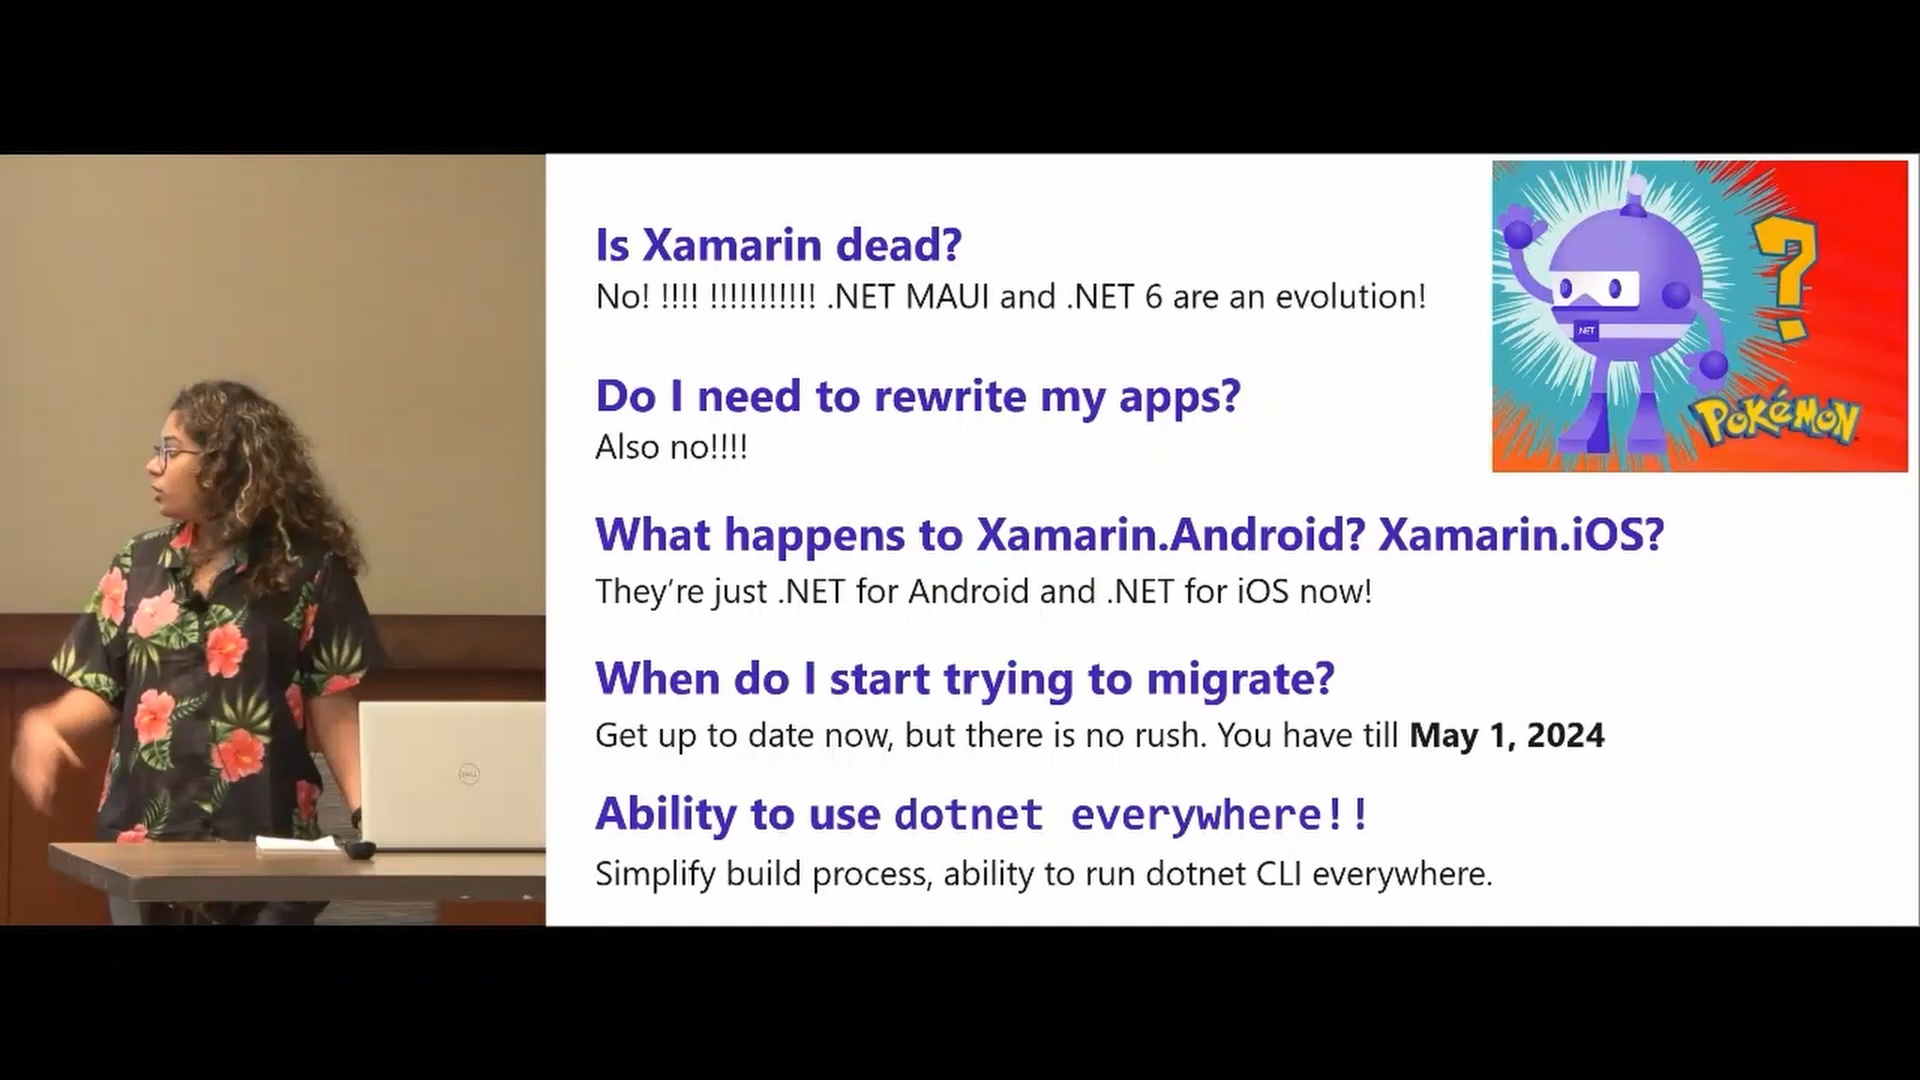 Is Xamarin dead?
No! !!!! !!!!!!!!!!! .NET MAUI and .NET 6 are an evolution!
.NET
POKéMON
?
Do I need to rewrite my apps?
Also no!!!!
What happens to Xamarin.Android? Xamarin.iOS?
They’re just .NET for Android and .NET for iOS now!
When do I start trying to migrate?
Get up to date now, but there is no rush. You have till May 1, 2024
Ability to use dotnet everywhere!!
Simplify build process, ability to run dotnet CLI everywhere.
DELL